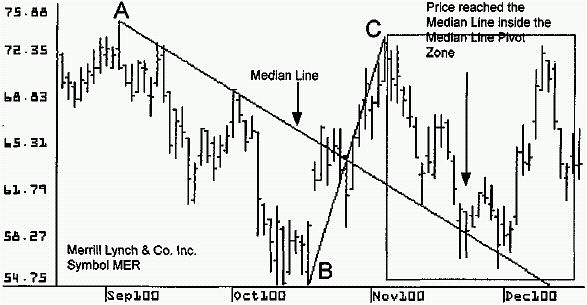 75.88
72.35
68.83
65.31
61.79
58.27
54.75
A
B
C
Median Line
Price reached the
Median Line inside the
Median Line Pivot
Zone
Merrill Lynch & Co. Inc.
Symbol MER
Sep100
Oct100
Nov100
Dec100